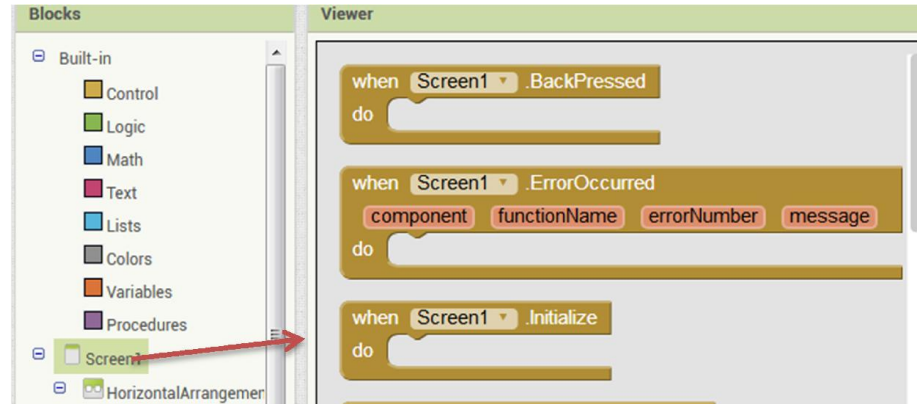 Blocks
Built-in
Control
Logic
Math
Text
Lists
Colors
Variables
Procedures
Screen1
HorizontalArrangemen
Viewer
when Screen1 .BackPressed
do
when Screen1 .ErrorOccurred
component functionName errorNumber message
do
when Screen1 .Initialize
do